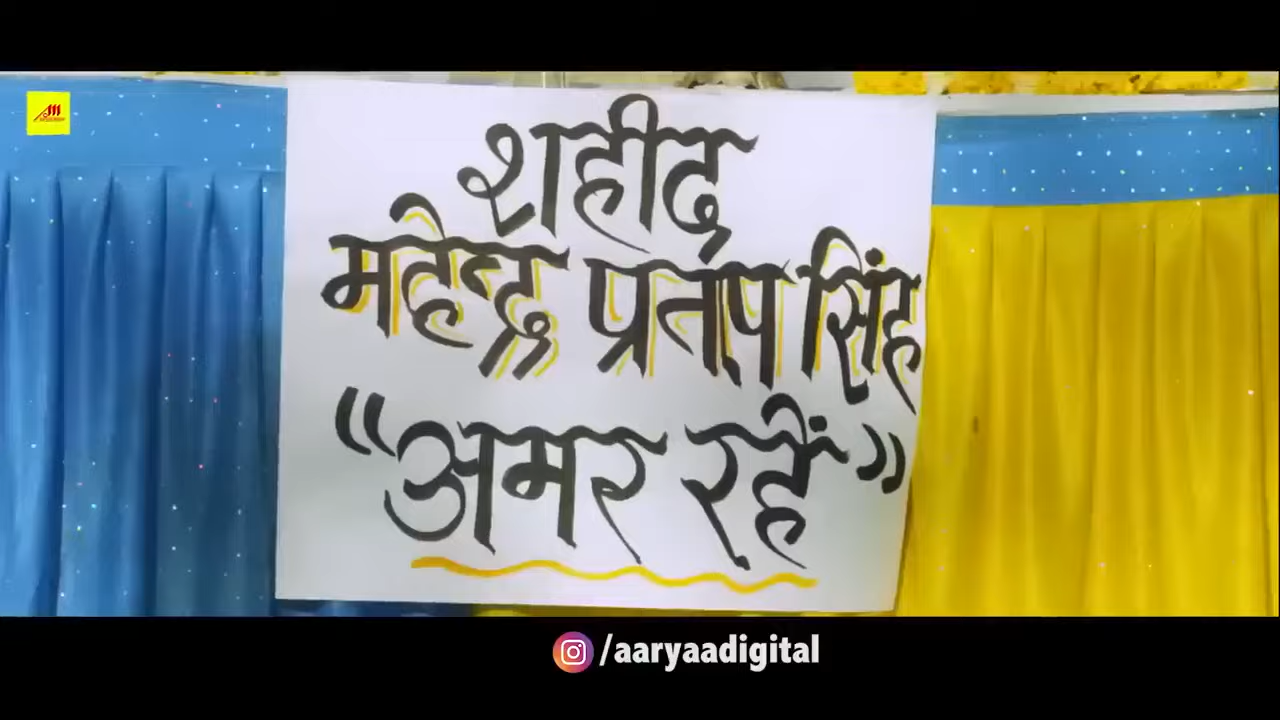 शहीद
महेन्द्र प्रताप सिंह
“अमर रहें”
/aaryaadigital